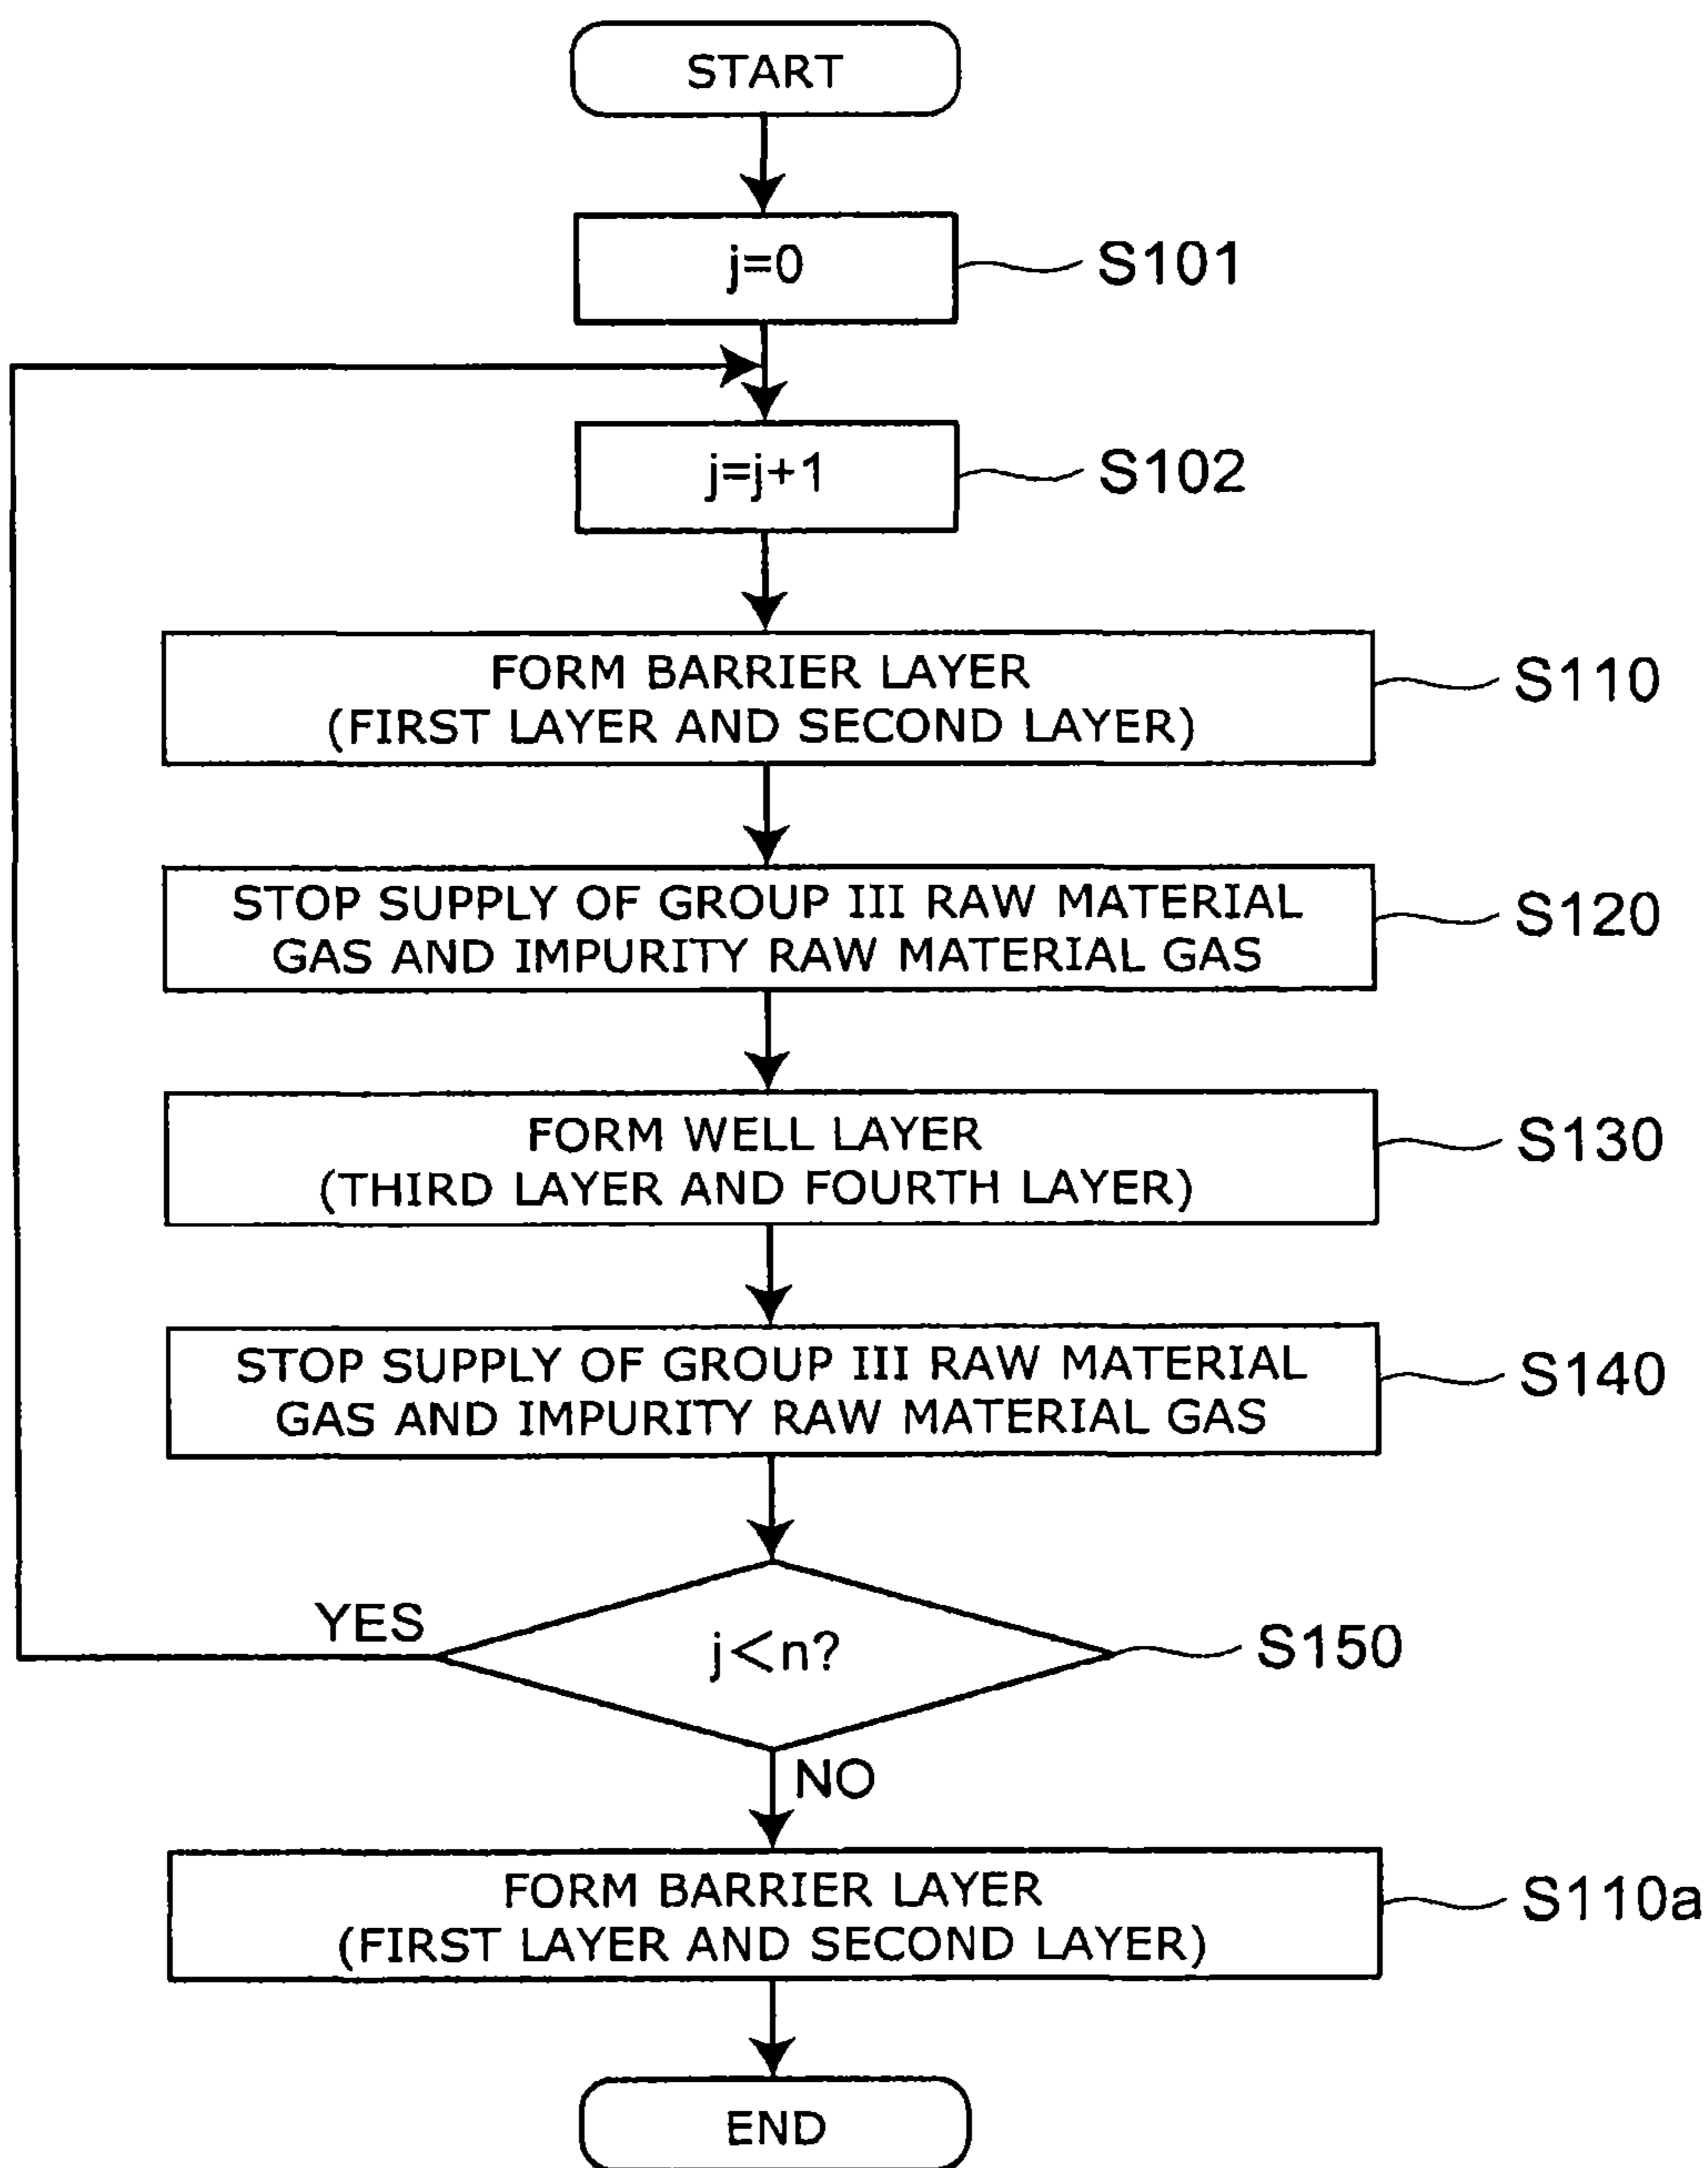 START
j=0
S101
j=j+1
S102
FORM BARRIER LAYER
(FIRST LAYER AND SECOND LAYER)
S110
STOP SUPPLY OF GROUP III RAW MATERIAL
GAS AND IMPURITY RAW MATERIAL GAS
S120
FORM WELL LAYER
(THIRD LAYER AND FOURTH LAYER)
S130
STOP SUPPLY OF GROUP III RAW MATERIAL
GAS AND IMPURITY RAW MATERIAL GAS
S140
YES
j<n?
S150
NO
FORM BARRIER LAYER
(FIRST LAYER AND SECOND LAYER)
S110a
END